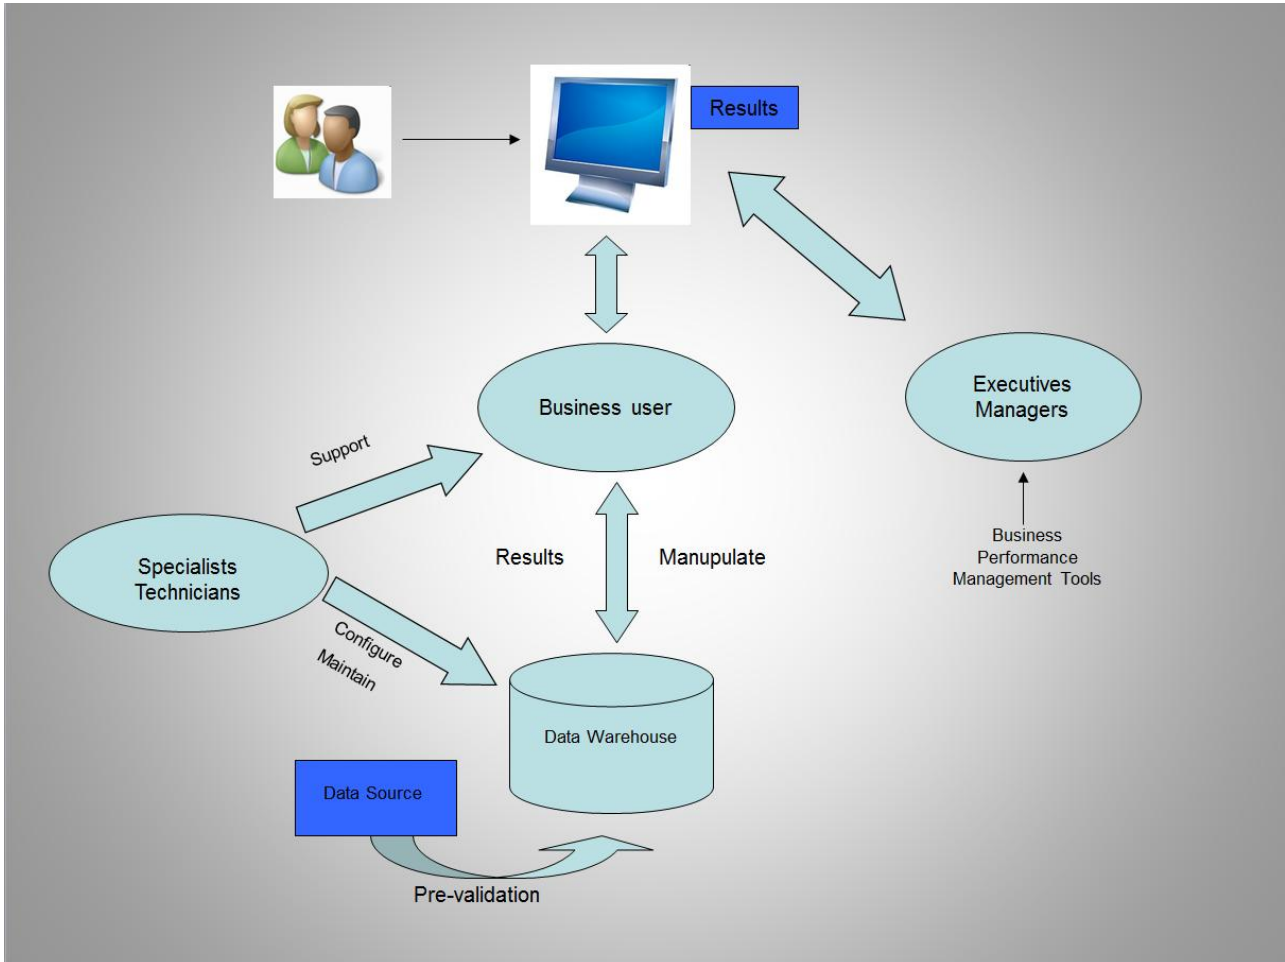 Results
Business user
Executives
Managers
Support
Business
Performance
Management Tools
Results
Manupulate
Specialists
Technicians
Configure
Maintain
Data Warehouse
Data Source
Pre-validation